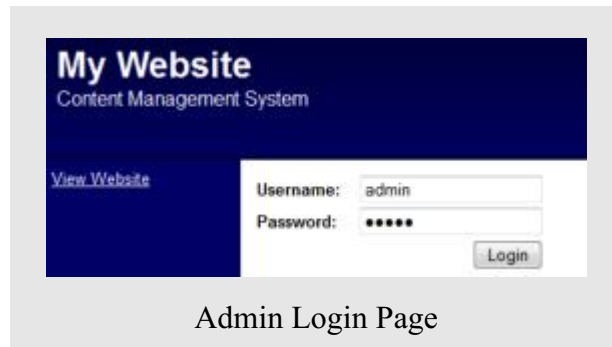 My Website
Content Management System
View Website
Username: admin
Password: •••••
Login
Admin Login Page